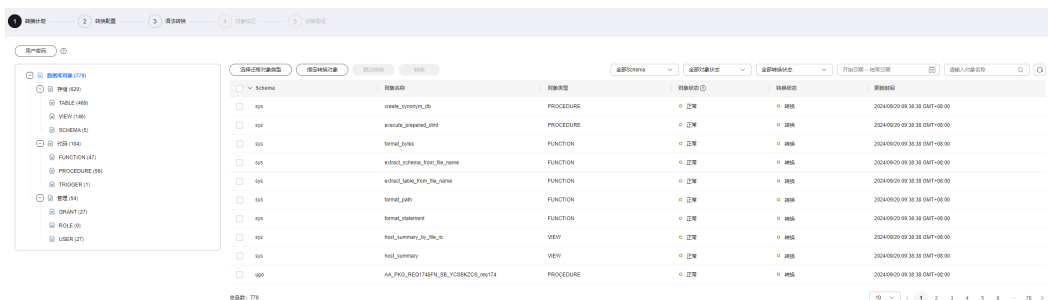 1 转换计划 2 转换配置 3 语法转换 4 对象校正 5 迁移验证
用户密码
数据库对象 (778)
存储 (620)
TABLE (469)
VIEW (146)
SCHEMA (5)
代码 (104)
FUNCTION (47)
PROCEDURE (56)
TRIGGER (1)
管理 (54)
GRANT (27)
ROLE (0)
USER (27)
选择迁移对象类型 指定转换对象 跳过转换 转换 全部Schema 全部对象状态 全部转换状态 开始日期 – 结束日期 请输入对象名称
Schema 对象名称 对象类型 对象状态 转换状态 更新时间
sys create_synonym_db PROCEDURE 正常 转换 2024/09/20 09:38:38 GMT+08:00
sys execute_prepared_stmt PROCEDURE 正常 转换 2024/09/20 09:38:38 GMT+08:00
sys format_bytes FUNCTION 正常 转换 2024/09/20 09:38:38 GMT+08:00
sys extract_schema_from_file_name FUNCTION 正常 转换 2024/09/20 09:38:38 GMT+08:00
sys extract_table_from_file_name FUNCTION 正常 转换 2024/09/20 09:38:38 GMT+08:00
sys format_path FUNCTION 正常 转换 2024/09/20 09:38:38 GMT+08:00
sys format_statement FUNCTION 正常 转换 2024/09/20 09:38:38 GMT+08:00
sys host_summary_by_file_io VIEW 正常 转换 2024/09/20 09:38:38 GMT+08:00
sys host_summary VIEW 正常 转换 2024/09/20 09:38:38 GMT+08:00
ugo AA_PKG_REQ1749FN_SB_YCSBKZCS_req174 PROCEDURE 正常 转换 2024/09/20 09:38:38 GMT+08:00
总条数: 778 10 1 2 3 4 5 6 ... 78